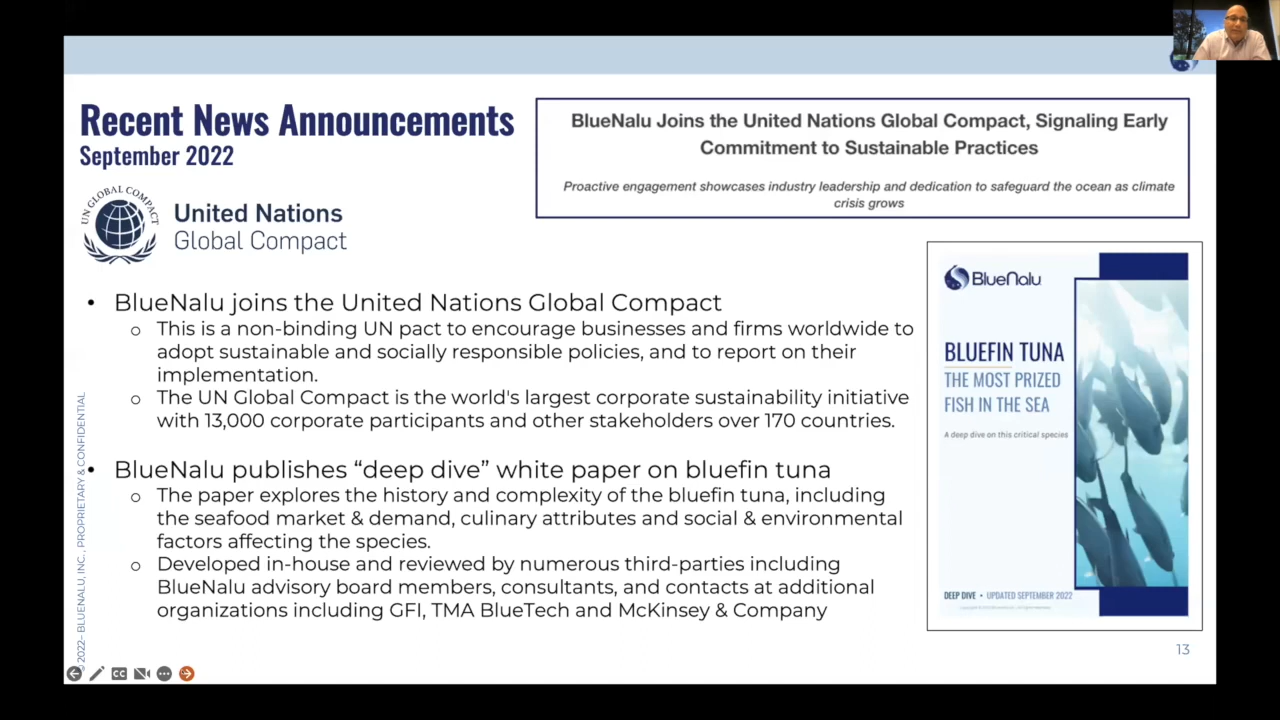 Recent News Announcements
September 2022
UN GLOBAL COMPACT
United Nations
Global Compact
BlueNalu Joins the United Nations Global Compact, Signaling Early
Commitment to Sustainable Practices
Proactive engagement showcases industry leadership and dedication to safeguard the ocean as climate
crisis grows
• BlueNalu joins the United Nations Global Compact
o This is a non-binding UN pact to encourage businesses and firms worldwide to
adopt sustainable and socially responsible policies, and to report on their
implementation.
o The UN Global Compact is the world's largest corporate sustainability initiative
with 13,000 corporate participants and other stakeholders over 170 countries.
• BlueNalu publishes “deep dive” white paper on bluefin tuna
o The paper explores the history and complexity of the bluefin tuna, including
the seafood market & demand, culinary attributes and social & environmental
factors affecting the species.
o Developed in-house and reviewed by numerous third-parties including
BlueNalu advisory board members, consultants, and contacts at additional
organizations including GFI, TMA BlueTech and McKinsey & Company
BlueNalu
BLUEFIN TUNA
THE MOST PRIZED
FISH IN THE SEA
A deep dive on this critical species
DEEP DIVE • UPDATED SEPTEMBER 2022
© 2022– BLUENALU, INC., PROPRIETARY & CONFIDENTIAL
CC
13